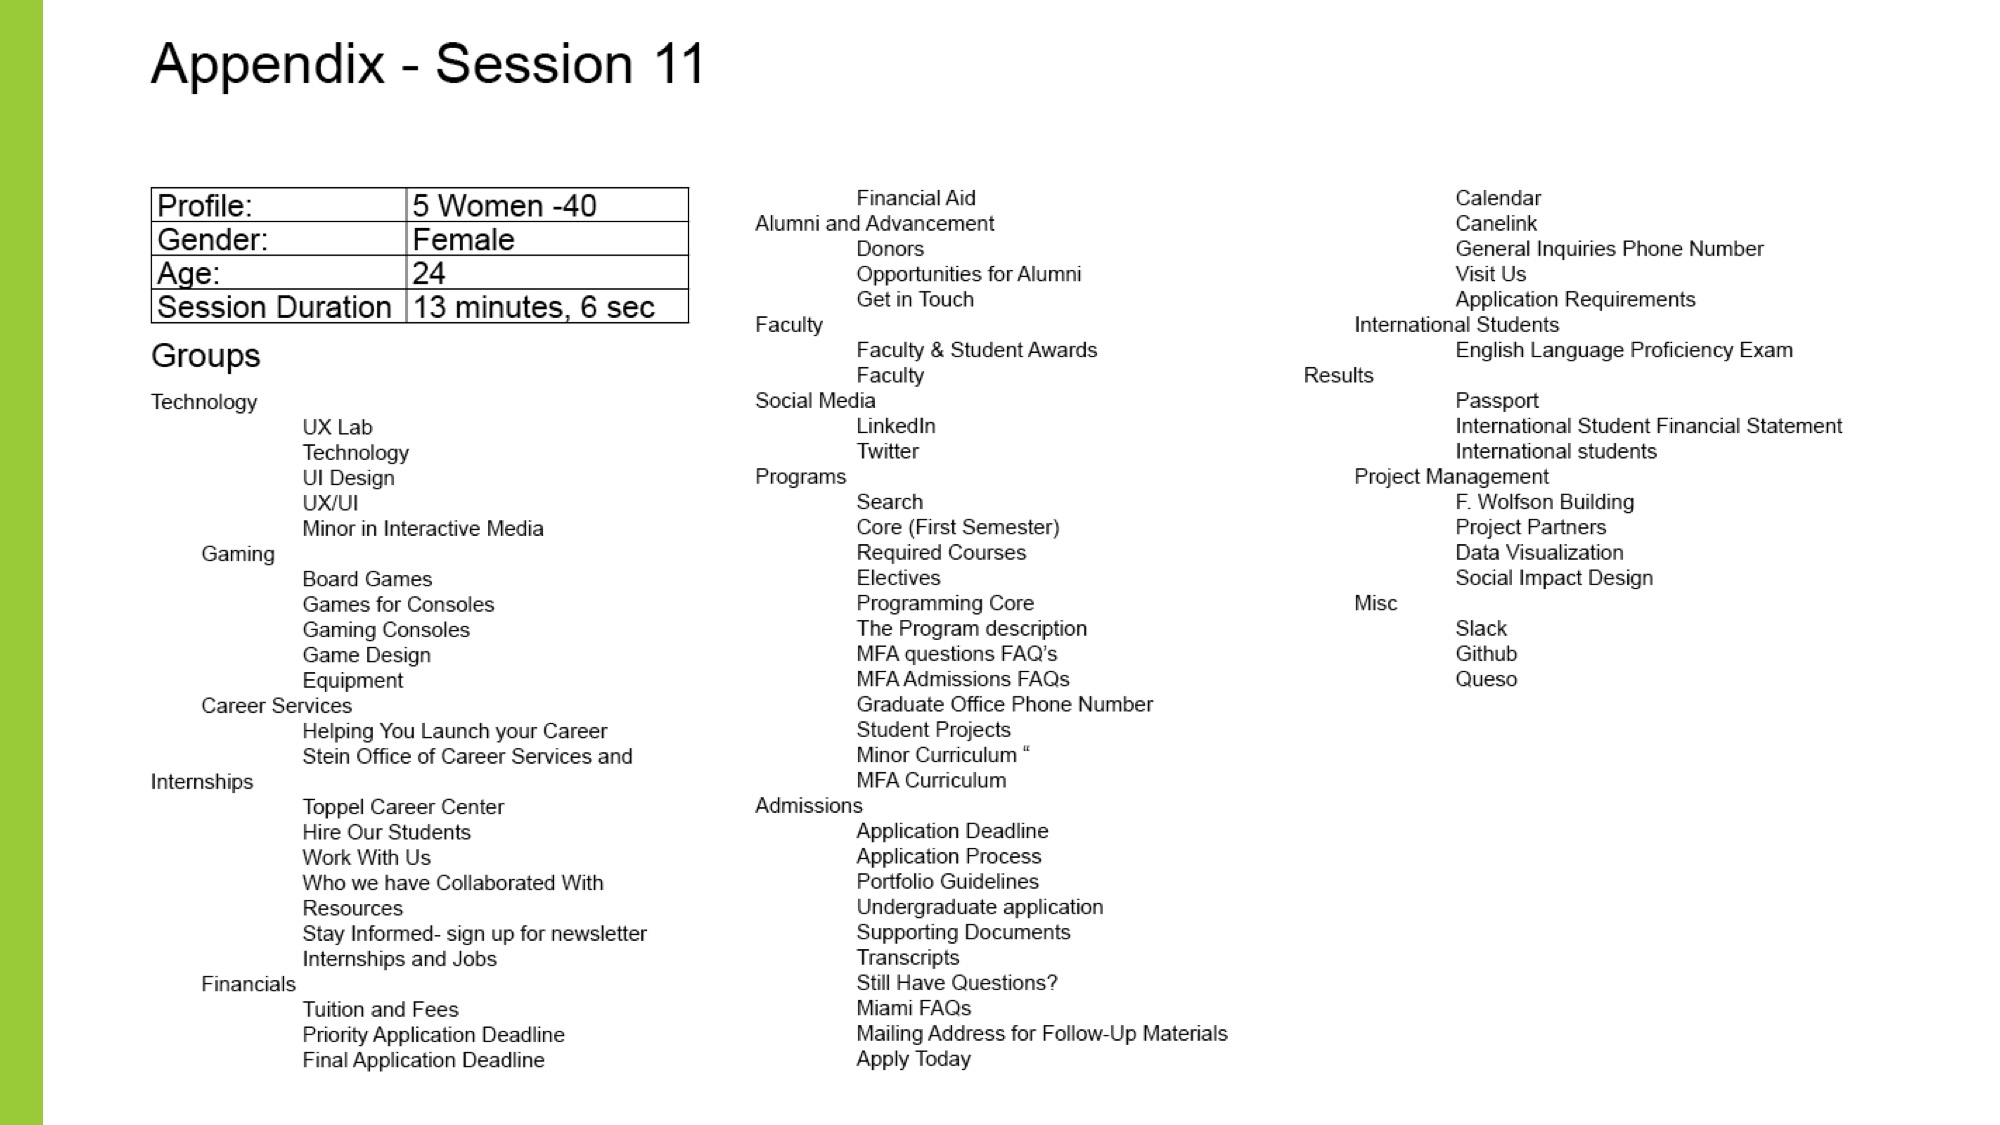 Appendix - Session 11
Profile: 5 Women -40
Gender: Female
Age: 24
Session Duration 13 minutes, 6 sec
Groups
Technology
UX Lab
Technology
UI Design
UX/UI
Minor in Interactive Media
Gaming
Board Games
Games for Consoles
Gaming Consoles
Game Design
Equipment
Career Services
Helping You Launch your Career
Stein Office of Career Services and
Internships
Toppel Career Center
Hire Our Students
Work With Us
Who we have Collaborated With
Resources
Stay Informed- sign up for newsletter
Internships and Jobs
Financials
Tuition and Fees
Priority Application Deadline
Final Application Deadline
Financial Aid
Alumni and Advancement
Donors
Opportunities for Alumni
Get in Touch
Faculty
Faculty & Student Awards
Faculty
Social Media
LinkedIn
Twitter
Programs
Search
Core (First Semester)
Required Courses
Electives
Programming Core
The Program description
MFA questions FAQ’s
MFA Admissions FAQs
Graduate Office Phone Number
Student Projects
Minor Curriculum “
MFA Curriculum
Admissions
Application Deadline
Application Process
Portfolio Guidelines
Undergraduate application
Supporting Documents
Transcripts
Still Have Questions?
Miami FAQs
Mailing Address for Follow-Up Materials
Apply Today
Calendar
Canelink
General Inquiries Phone Number
Visit Us
Application Requirements
International Students
English Language Proficiency Exam
Results
Passport
International Student Financial Statement
International students
Project Management
F. Wolfson Building
Project Partners
Data Visualization
Social Impact Design
Misc
Slack
Github
Queso